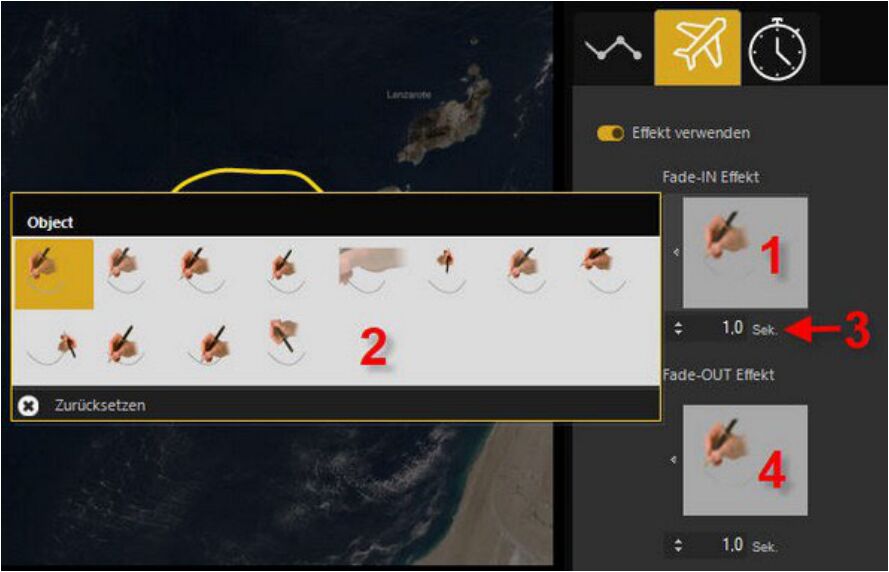 Lanzarote
Effekt verwenden
Fade-IN Effekt
Object
1
1,0 Sek.
3
2
Fade-OUT Effekt
Zurücksetzen
4
1,0 Sek.